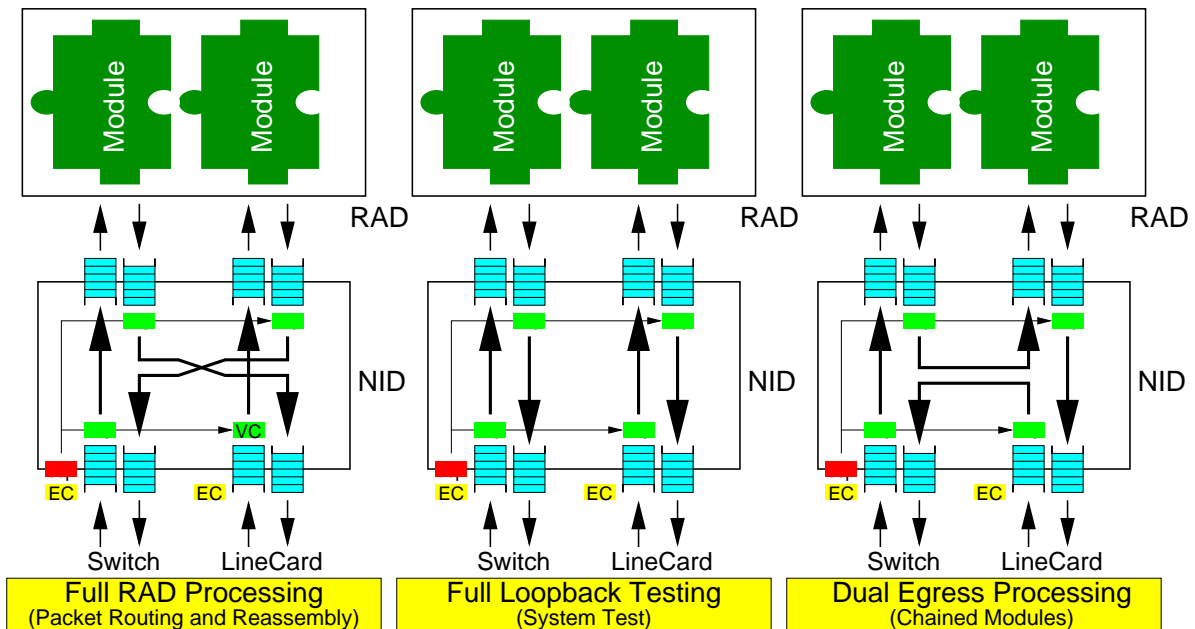 Module Module Module Module Module Module
RAD RAD RAD
NID NID NID
VC
EC EC EC EC EC EC
Switch LineCard Switch LineCard Switch LineCard
Full RAD Processing Full Loopback Testing Dual Egress Processing
(Packet Routing and Reassembly) (System Test) (Chained Modules)